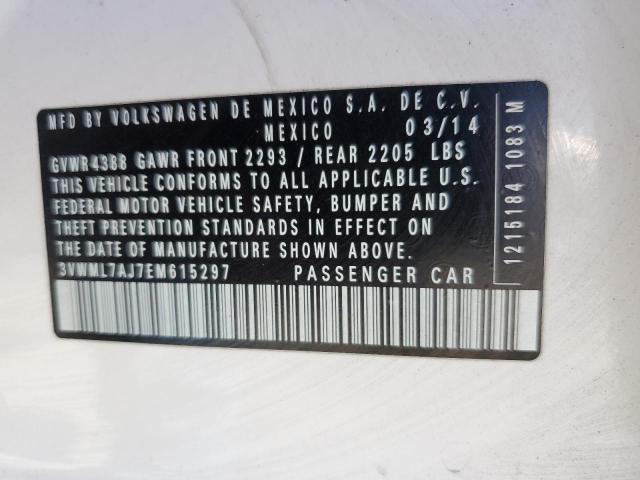 MFD BY VOLKSWAGEN DE MEXICO S.A. DE C.V.
MEXICO 03/14
GVWR4388 GAWR FRONT 2293 / REAR 2205 LBS
THIS VEHICLE CONFORMS TO ALL APPLICABLE U.S.
FEDERAL MOTOR VEHICLE SAFETY, BUMPER AND
THEFT PREVENTION STANDARDS IN EFFECT ON
THE DATE OF MANUFACTURE SHOWN ABOVE.
3VWML7AJ7EM615297 PASSENGER CAR
1215184 1083 M